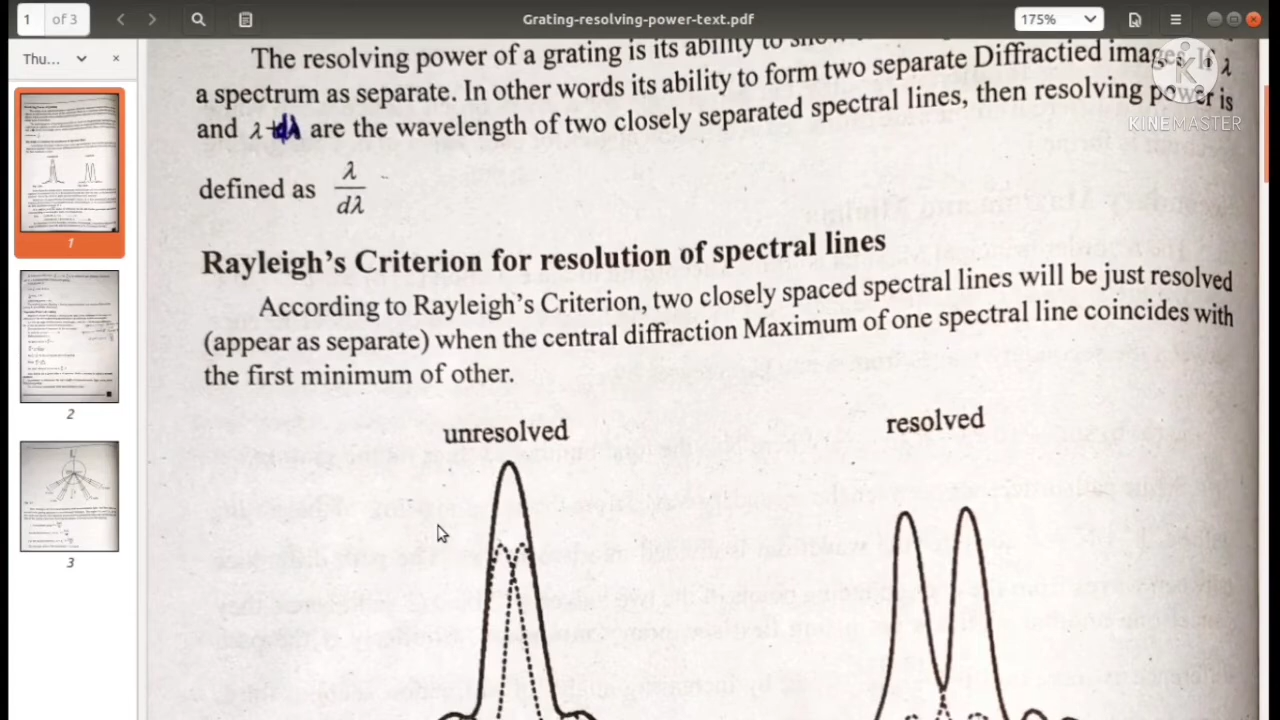 1 of 3
Grating-resolving-power-text.pdf
175%
Thu...
1
2
3
KINEMASTER
The resolving power of a grating is its ability to
a spectrum as separate. In other words its ability to form two separate Diffractied images. If λ
and λ+dλ are the wavelength of two closely separated spectral lines, then resolving power is
defined as λ/dλ
Rayleigh's Criterion for resolution of spectral lines
According to Rayleigh's Criterion, two closely spaced spectral lines will be just resolved
(appear as separate) when the central diffraction Maximum of one spectral line coincides with
the first minimum of other.
unresolved
resolved